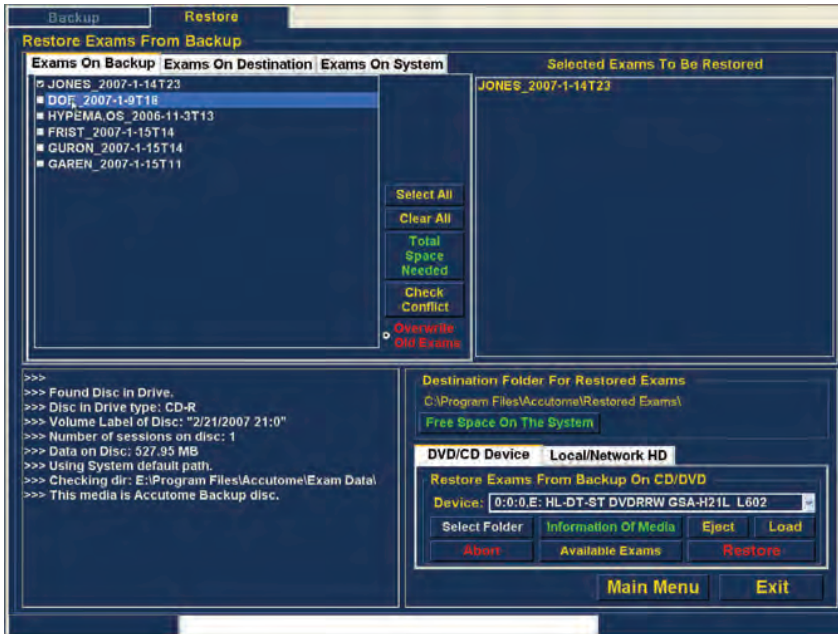 Backup Restore
Restore Exams From Backup
Exams On Backup Exams On Destination Exams On System
Selected Exams To Be Restored
JONES_2007-1-14T23
DOE_2007-1-9T18
HYPEMA,OS_2006-11-3T13
FRIST_2007-1-15T14
GURON_2007-1-15T14
GAREN_2007-1-15T11
JONES_2007-1-14T23
Select All
Clear All
Total
Space
Needed
Check
Conflict
Overwrite
Old Exams
>>>
>>> Found Disc in Drive.
>>> Disc in Drive type: CD-R
>>> Volume Label of Disc: "2/21/2007 21:0"
>>> Number of sessions on disc: 1
>>> Data on Disc: 527.95 MB
>>> Using System default path.
>>> Checking dir: E:\Program Files\Accutome\Exam Data\
>>> This media is Accutome Backup disc.
Destination Folder For Restored Exams
C:\Program Files\Accutome\Restored Exams\
Free Space On The System
DVD/CD Device Local/Network HD
Restore Exams From Backup On CD/DVD
Device: 0:0:0,E: HL-DT-ST DVDRRW GSA-H21L L602
Select Folder Information Of Media Eject Load
Abort Available Exams Restore
Main Menu Exit